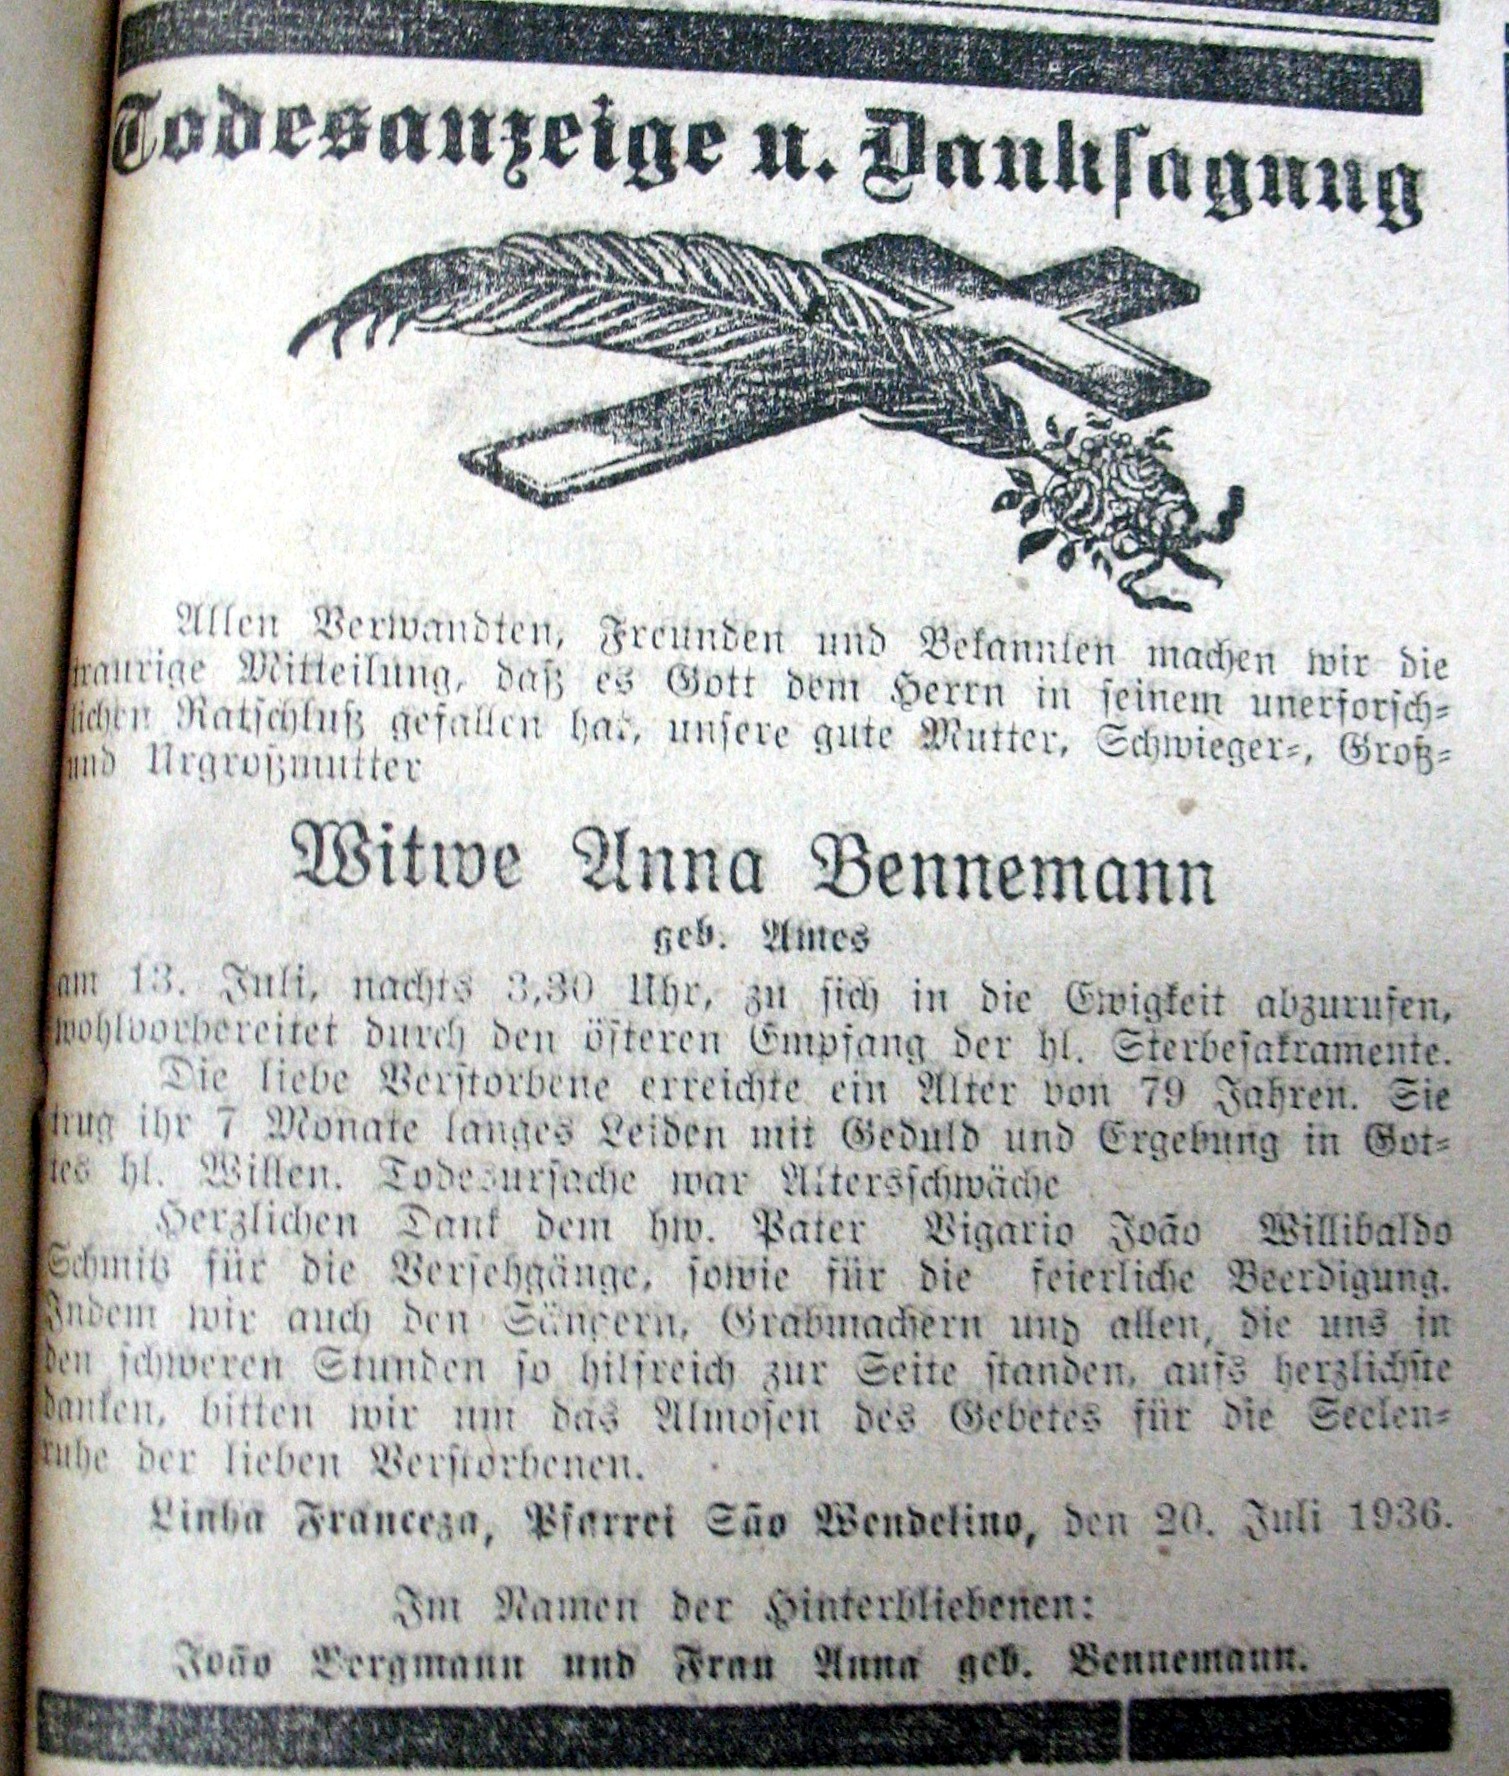 Todesanzeige u. Danksagung
Allen Verwandten, Freunden und Bekannten machen wir die
traurige Mitteilung, daß es Gott dem Herrn in seinem unerforsch-
lichen Ratschluß gefallen hat, unsere gute Mutter, Schwieger-, Groß-
und Urgroßmutter
Witwe Anna Bennemann
geb. Ames
am 13. Juli, nachts 3,30 Uhr, zu sich in die Ewigkeit abzurufen,
wohlvorbereitet durch den öfteren Empfang der hl. Sterbesakramente.
Die liebe Verstorbene erreichte ein Alter von 79 Jahren. Sie
trug ihr 7 Monate langes Leiden mit Geduld und Ergebung in Got-
tes hl. Willen. Todesursache war Altersschwäche
Herzlichen Dank dem hw. Pater Vigario João Willibaldo
Schmitz für die Versehgänge, sowie für die feierliche Beerdigung.
Indem wir auch den Sängern, Grabmachern und allen, die uns in
den schweren Stunden so hilfreich zur Seite standen, aufs herzlichste
danken, bitten wir um das Almosen des Gebetes für die Seelen-
ruhe der lieben Verstorbenen.
Linha Franceza, Pfarrei São Wendelino, den 20. Juli 1936.
Im Namen der Hinterbliebenen:
João Bergmann und Frau Anna geb. Bennemann.